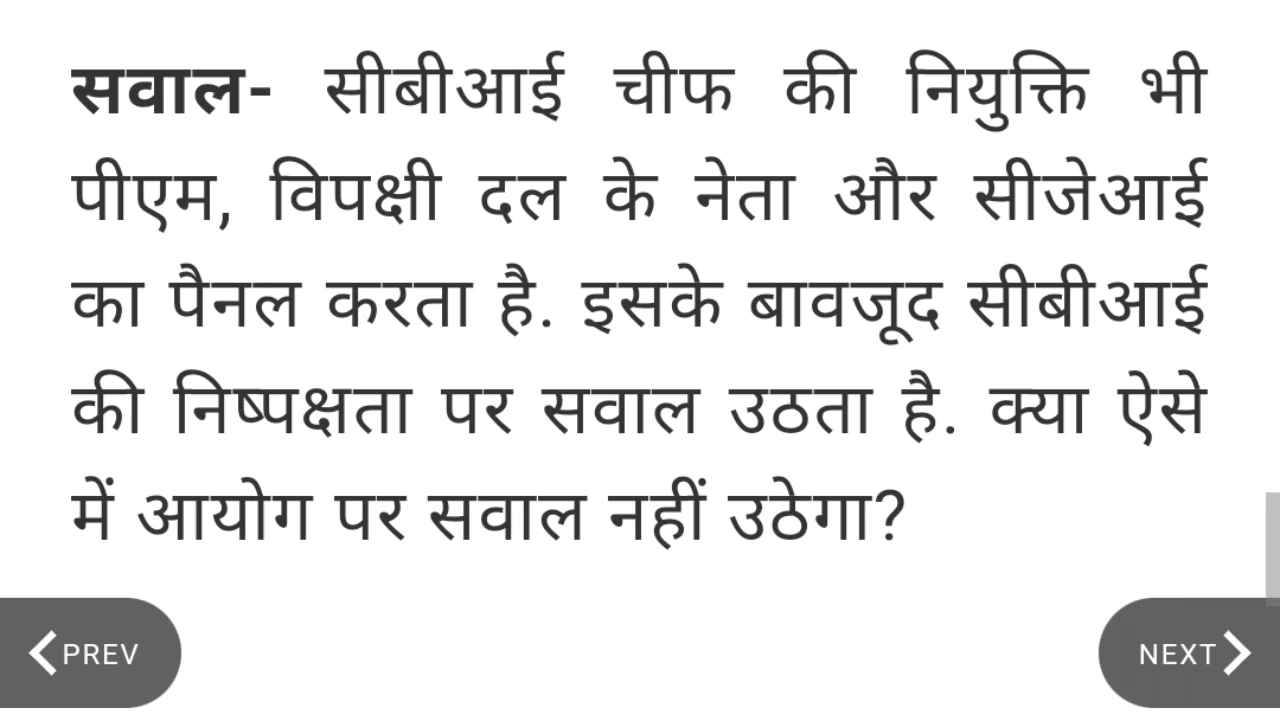 सवाल- सीबीआई चीफ की नियुक्ति भी
पीएम, विपक्षी दल के नेता और सीजेआई
का पैनल करता है. इसके बावजूद सीबीआई
की निष्पक्षता पर सवाल उठता है. क्या ऐसे
में आयोग पर सवाल नहीं उठेगा?
PREV
NEXT